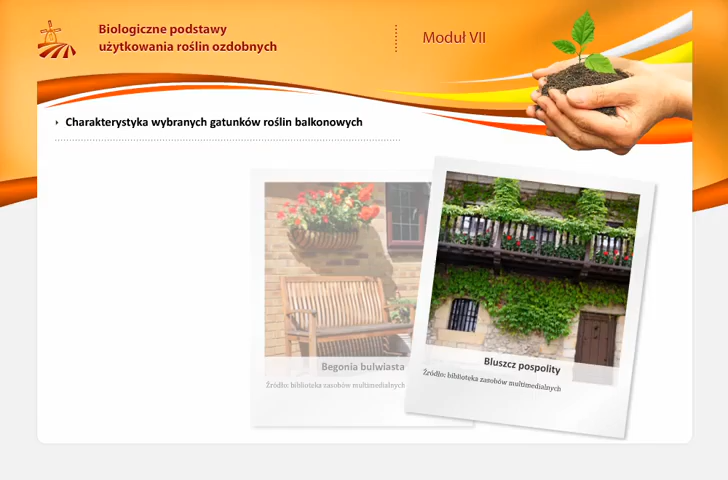 Biologiczne podstawy
użytkowania roślin ozdobnych
Moduł VII
Charakterystyka wybranych gatunków roślin balkonowych
Begonia bulwiasta
Źródło: biblioteka zasobów multimedialnych
Bluszcz pospolity
Źródło: biblioteka zasobów multimedialnych